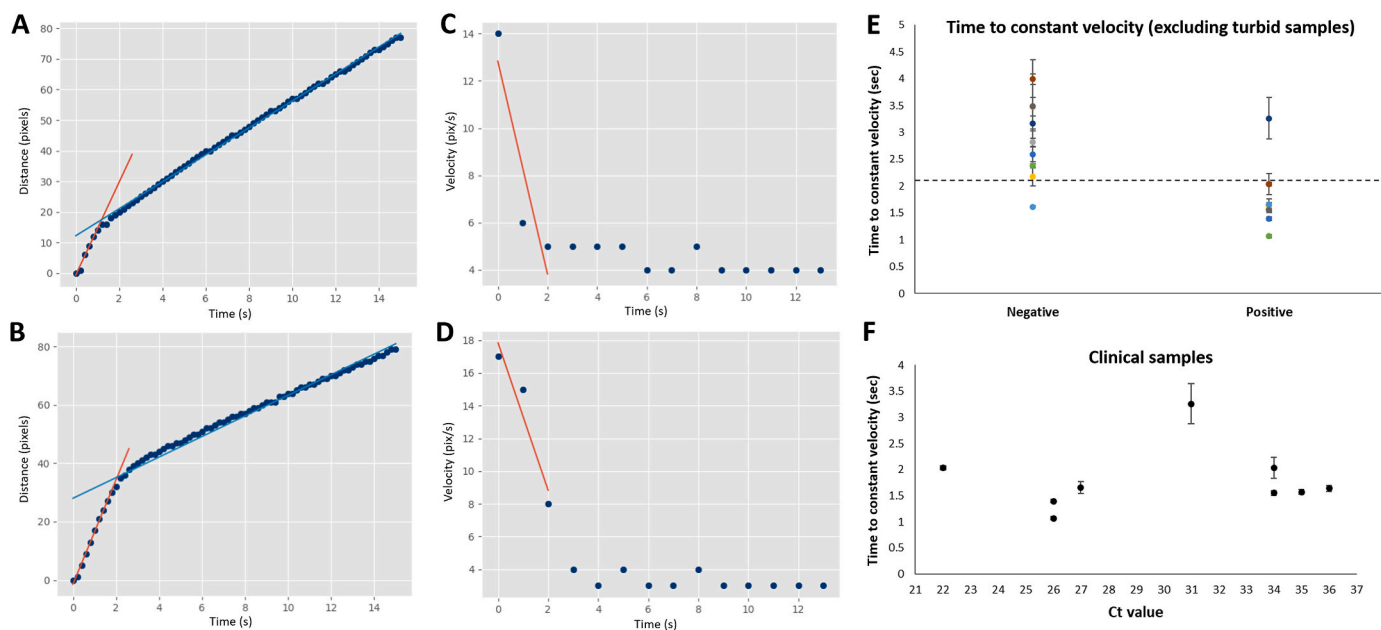 A
80
70
60
50
40
30
20
10
0
Distance (pixels)
0 2 4 6 8 10 12 14
Time (s)
B
80
60
40
20
0
Distance (pixels)
0 2 4 6 8 10 12 14
Time (s)
C
14
12
10
8
6
4
Velocity (pix/s)
0 2 4 6 8 10 12
Time (s)
D
18
16
14
12
10
8
6
4
Velocity (pix/s)
0 2 4 6 8 10 12
Time (s)
E
Time to constant velocity (excluding turbid samples)
5
4.5
4
3.5
3
2.5
2
1.5
1
0.5
0
Time to constant velocity (sec)
Negative Positive
F
Clinical samples
4
3.5
3
2.5
2
1.5
1
0.5
0
Time to constant velocity (sec)
21 22 23 24 25 26 27 28 29 30 31 32 33 34 35 36 37
Ct value